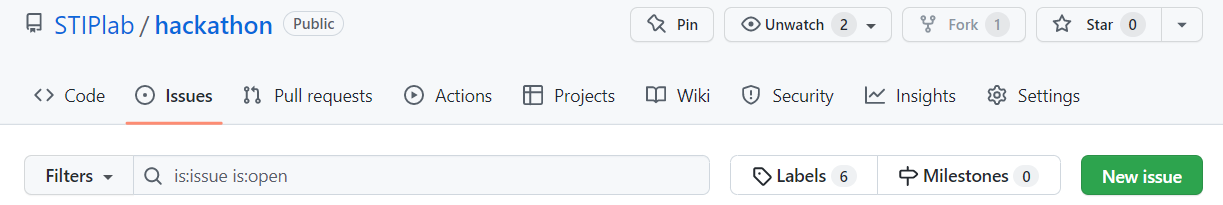 STIPlab / hackathon Public Pin Unwatch 2 Fork 1 Star 0
Code Issues Pull requests Actions Projects Wiki Security Insights Settings
Filters is:issue is:open Labels 6 Milestones 0 New issue